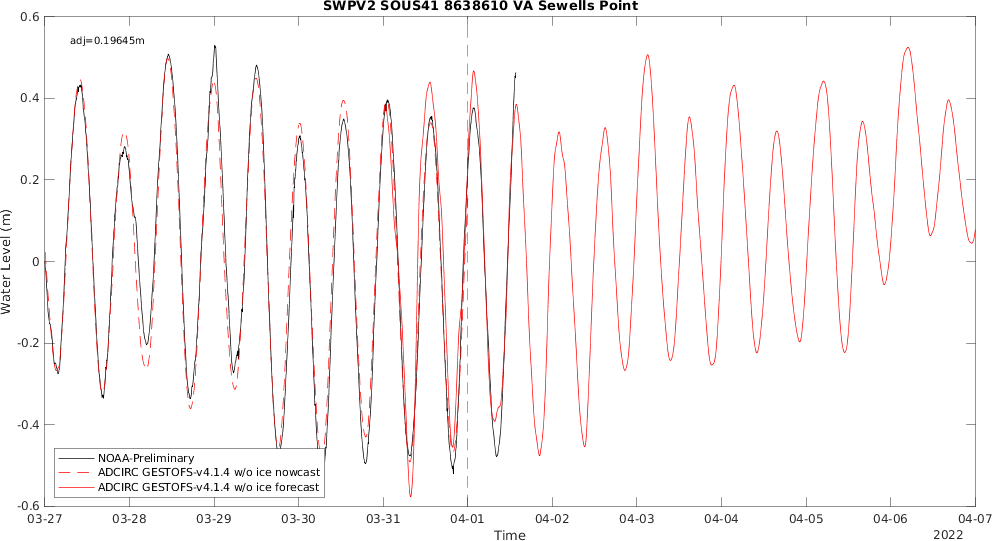 SWPV2 SOUS41 8638610 VA Sewells Point
adj=0.19645m
0.6
0.4
0.2
0
-0.2
-0.4
-0.6
Water Level (m)
NOAA-Preliminary
ADCIRC GESTOFS-v4.1.4 w/o ice nowcast
ADCIRC GESTOFS-v4.1.4 w/o ice forecast
03-27 03-28 03-29 03-30 03-31 04-01 04-02 04-03 04-04 04-05 04-06 04-07
Time
2022